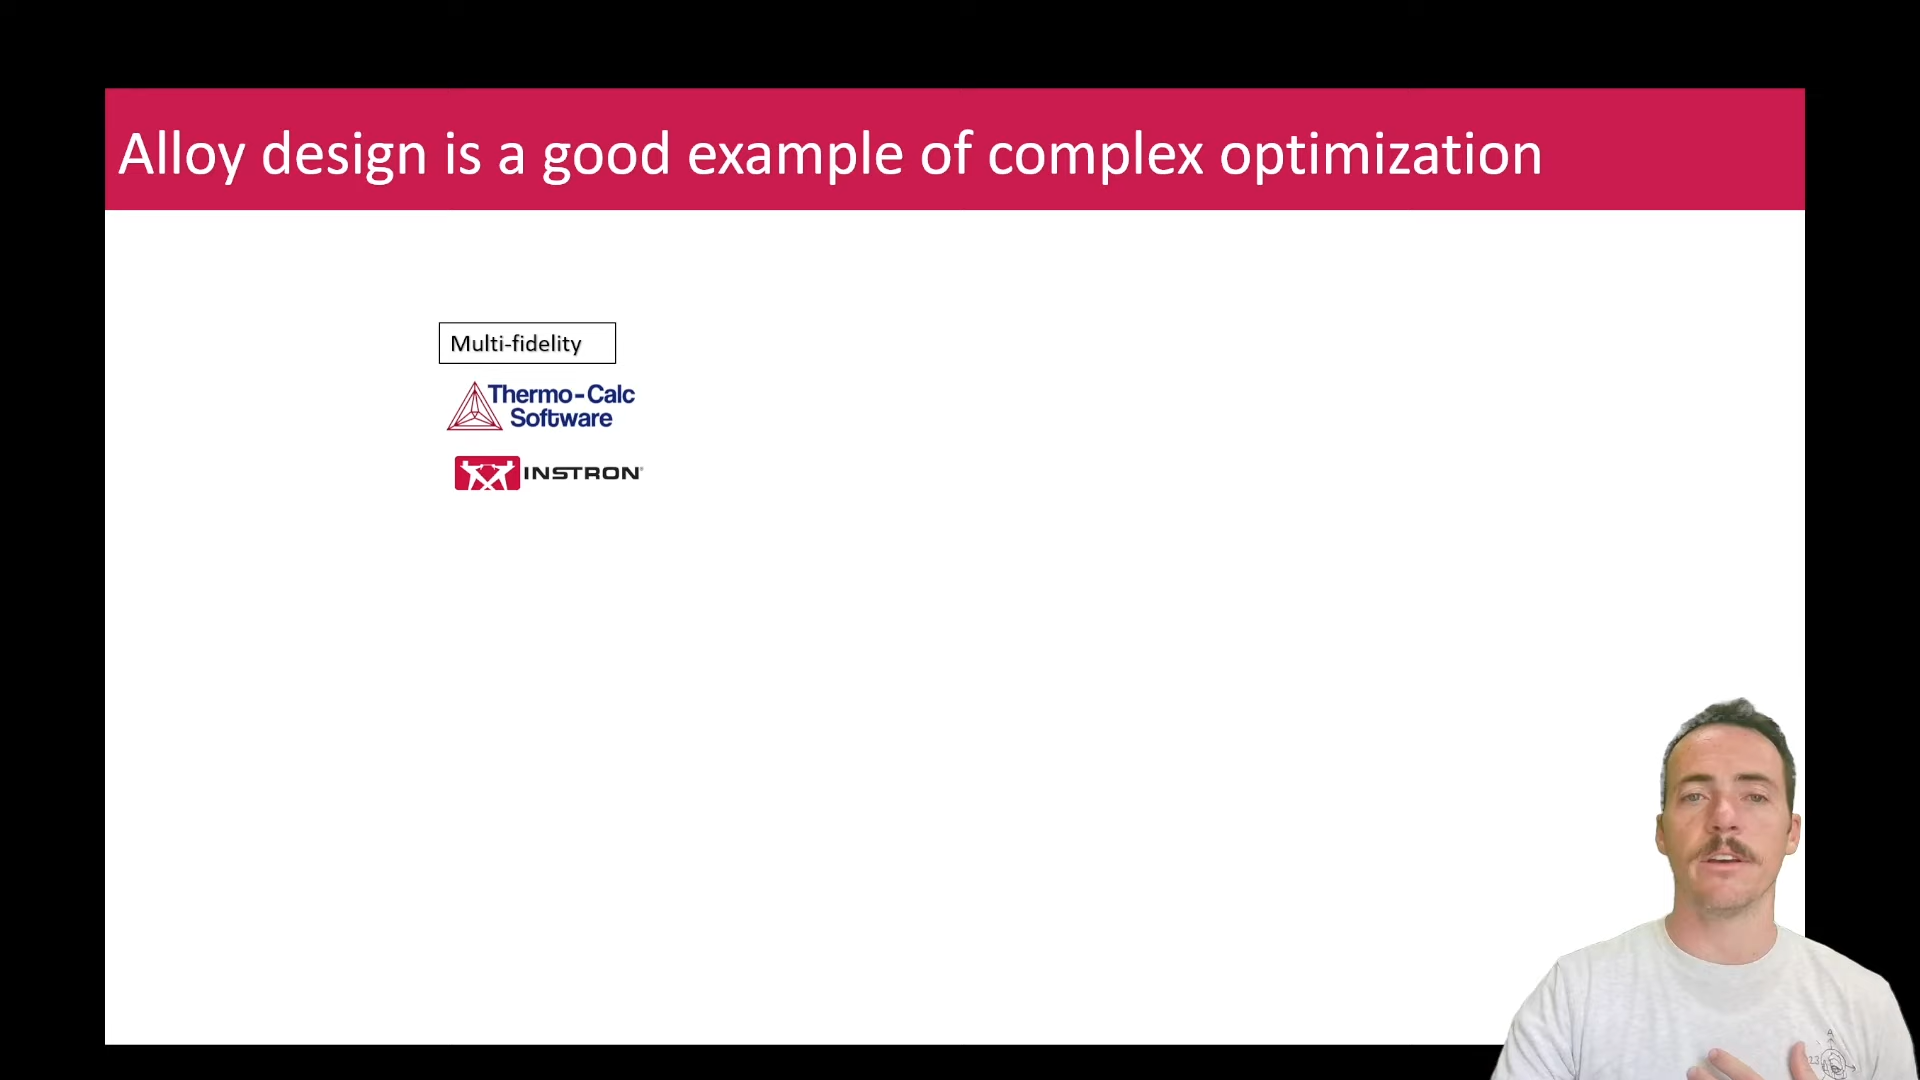 Alloy design is a good example of complex optimization
Multi-fidelity
Thermo-Calc
Software
INSTRON